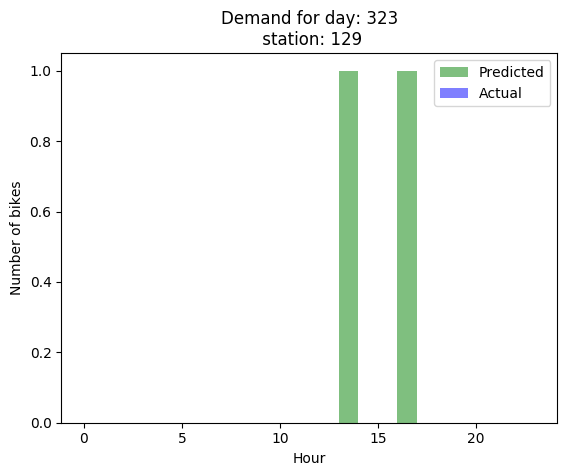 Demand for day: 323
station: 129
Predicted
Actual
Number of bikes
1.0
0.8
0.6
0.4
0.2
0.0
0 5 10 15 20
Hour